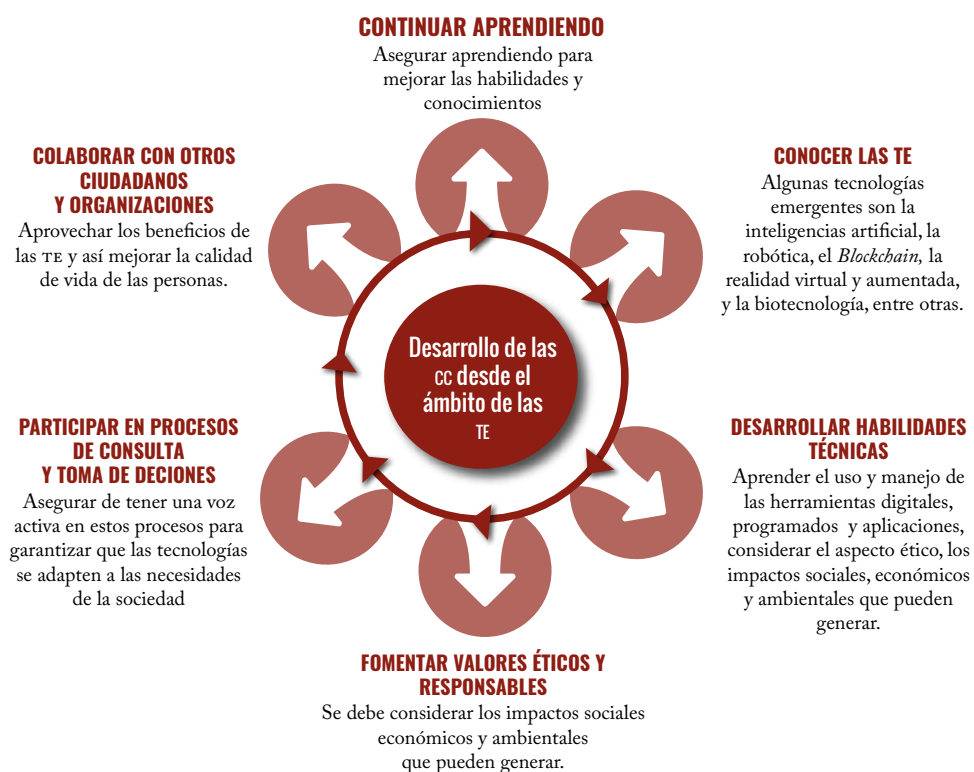 CONTINUAR APRENDIENDO
Asegurar aprendiendo para
mejorar las habilidades y
conocimientos
COLABORAR CON OTROS
CIUDADANOS
Y ORGANIZACIONES
Aprovechar los beneficios de
las TE y así mejorar la calidad
de vida de las personas.
CONOCER LAS TE
Algunas tecnologías
emergentes son la
inteligencias artificial, la
robótica, el Blockchain, la
realidad virtual y aumentada,
y la biotecnología, entre otras.
Desarrollo de las
CC desde el
ámbito de las
TE
PARTICIPAR EN PROCESOS
DE CONSULTA
Y TOMA DE DECIONES
Asegurar de tener una voz
activa en estos procesos para
garantizar que las tecnologías
se adapten a las necesidades
de la sociedad
DESARROLLAR HABILIDADES
TÉCNICAS
Aprender el uso y manejo de
las herramientas digitales,
programados y aplicaciones,
considerar el aspecto ético, los
impactos sociales, económicos
y ambientales que pueden
generar.
FOMENTAR VALORES ÉTICOS Y
RESPONSABLES
Se debe considerar los impactos sociales
económicos y ambientales
que pueden generar.